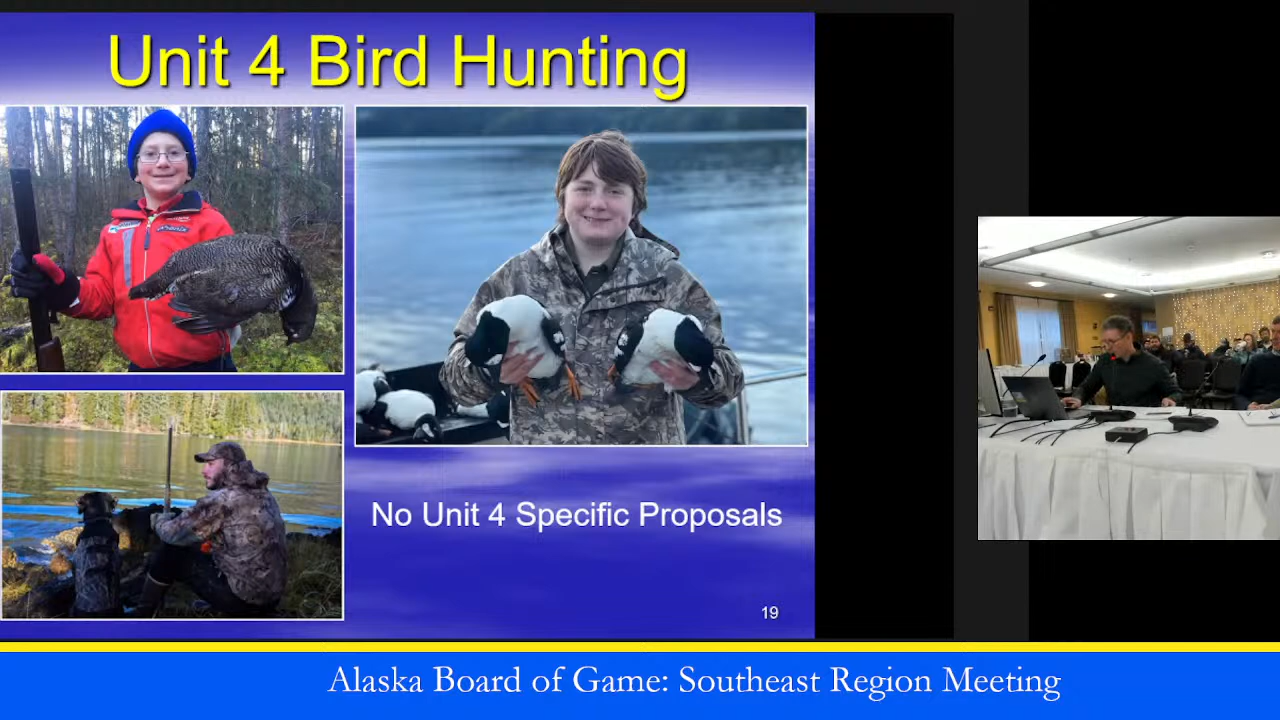 Unit 4 Bird Hunting
No Unit 4 Specific Proposals
19
Alaska Board of Game: Southeast Region Meeting